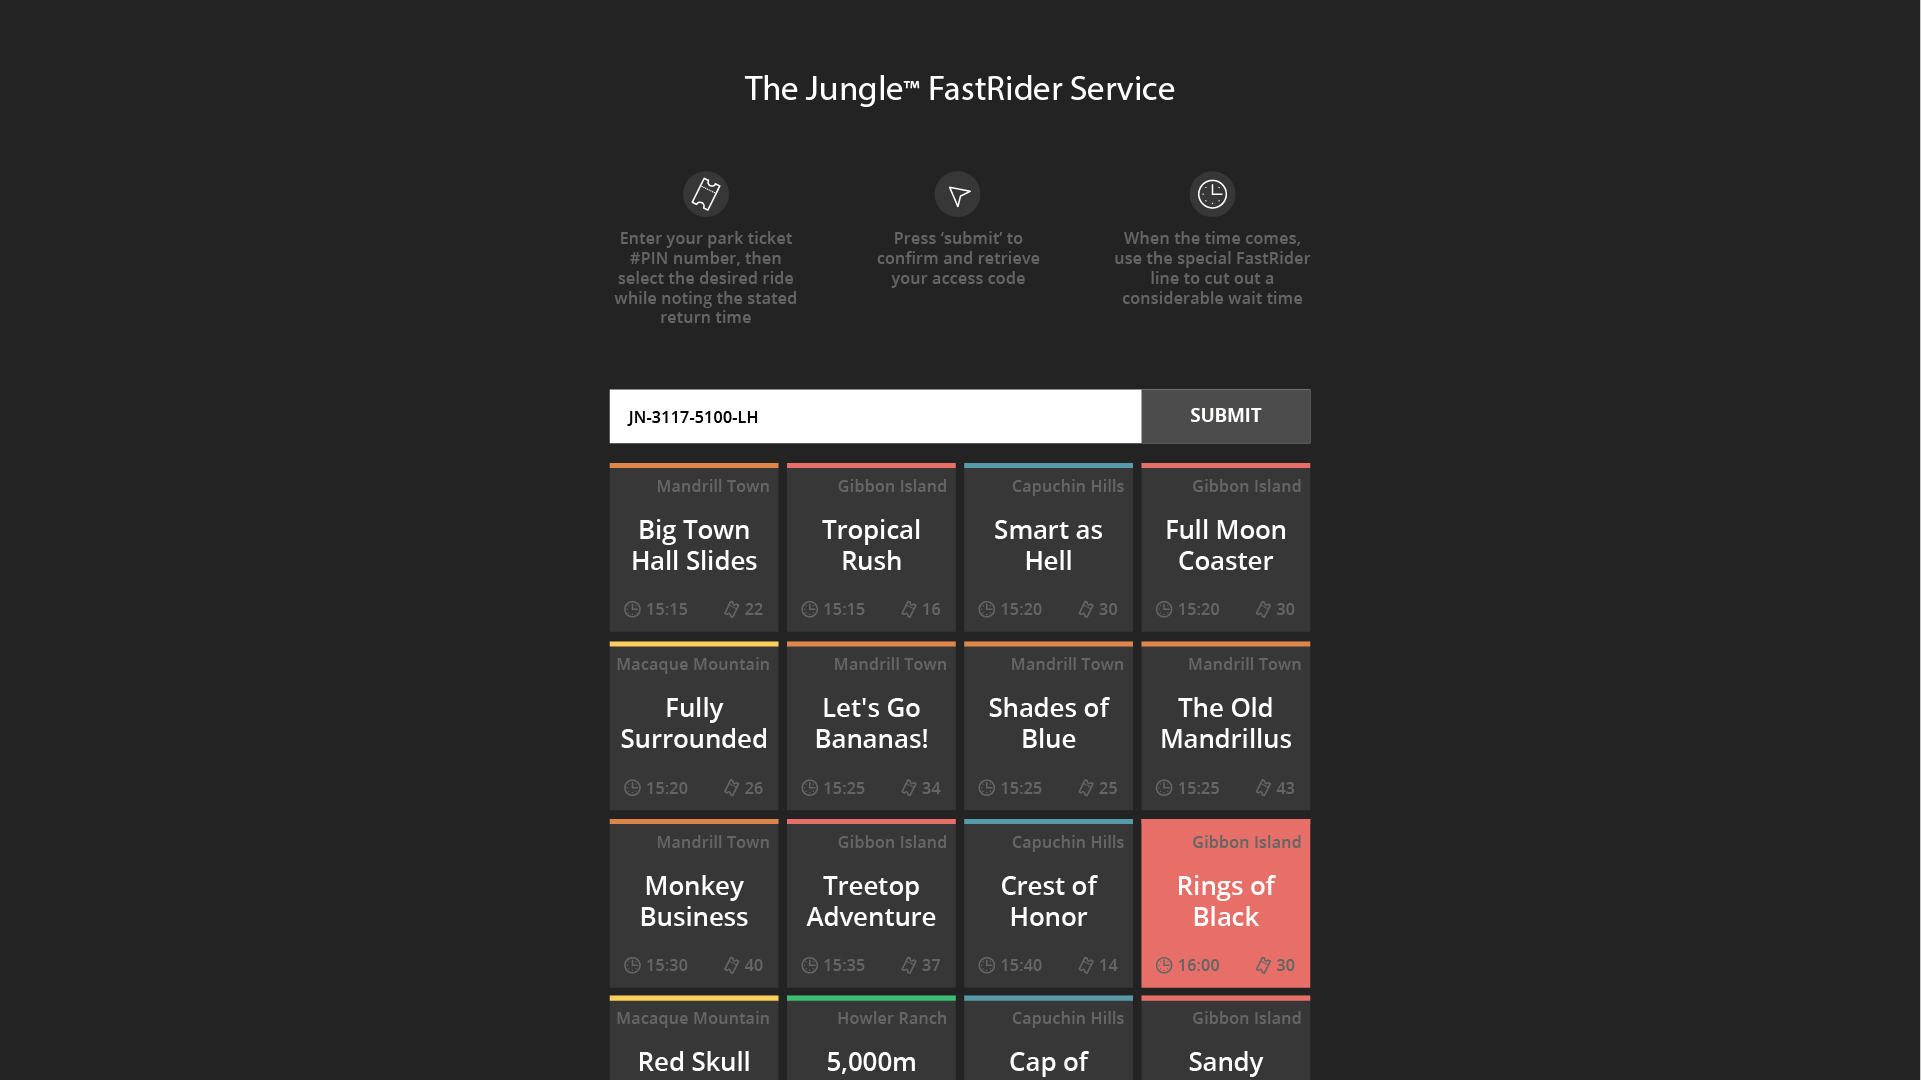 The Jungle™ FastRider Service
Enter your park ticket
#PIN number, then
select the desired ride
while noting the stated
return time
Press ‘submit’ to
confirm and retrieve
your access code
When the time comes,
use the special FastRider
line to cut out a
considerable wait time
JN-3117-5100-LH
SUBMIT
Mandrill Town
Big Town
Hall Slides
15:15 22
Gibbon Island
Tropical
Rush
15:15 16
Capuchin Hills
Smart as
Hell
15:20 30
Gibbon Island
Full Moon
Coaster
15:20 30
Macaque Mountain
Fully
Surrounded
15:20 26
Mandrill Town
Let's Go
Bananas!
15:25 34
Mandrill Town
Shades of
Blue
15:25 25
Mandrill Town
The Old
Mandrillus
15:25 43
Mandrill Town
Monkey
Business
15:30 40
Gibbon Island
Treetop
Adventure
15:35 37
Capuchin Hills
Crest of
Honor
15:40 14
Gibbon Island
Rings of
Black
16:00 30
Macaque Mountain
Red Skull
Howler Ranch
5,000m
Capuchin Hills
Cap of
Gibbon Island
Sandy